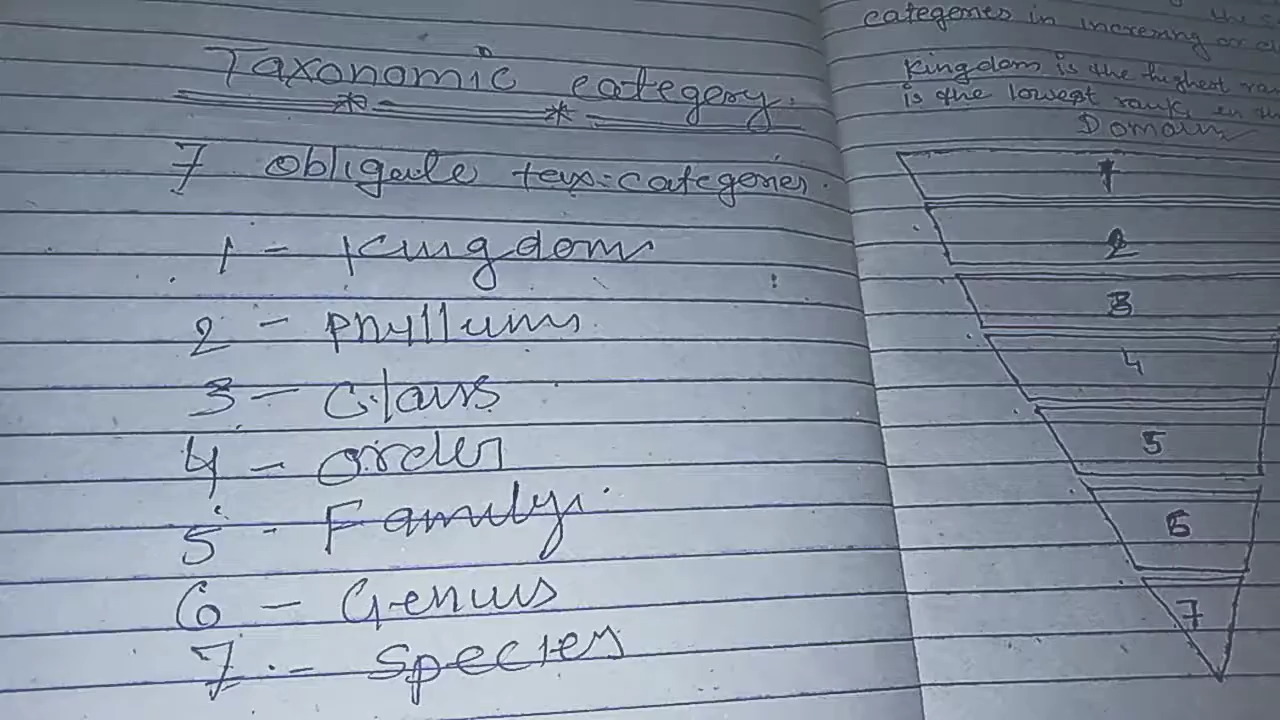 Taxonomic categery.
7 obligate tax:categories.
1 - Kingdom
2 - Phyllum
3 - Class
4 - order
5 - Family
6 - Genus
7 - species
the
categories in increasing
Kingdom is the highest
is the lowest rank in
Domain
1
2
3
4
5
6
7